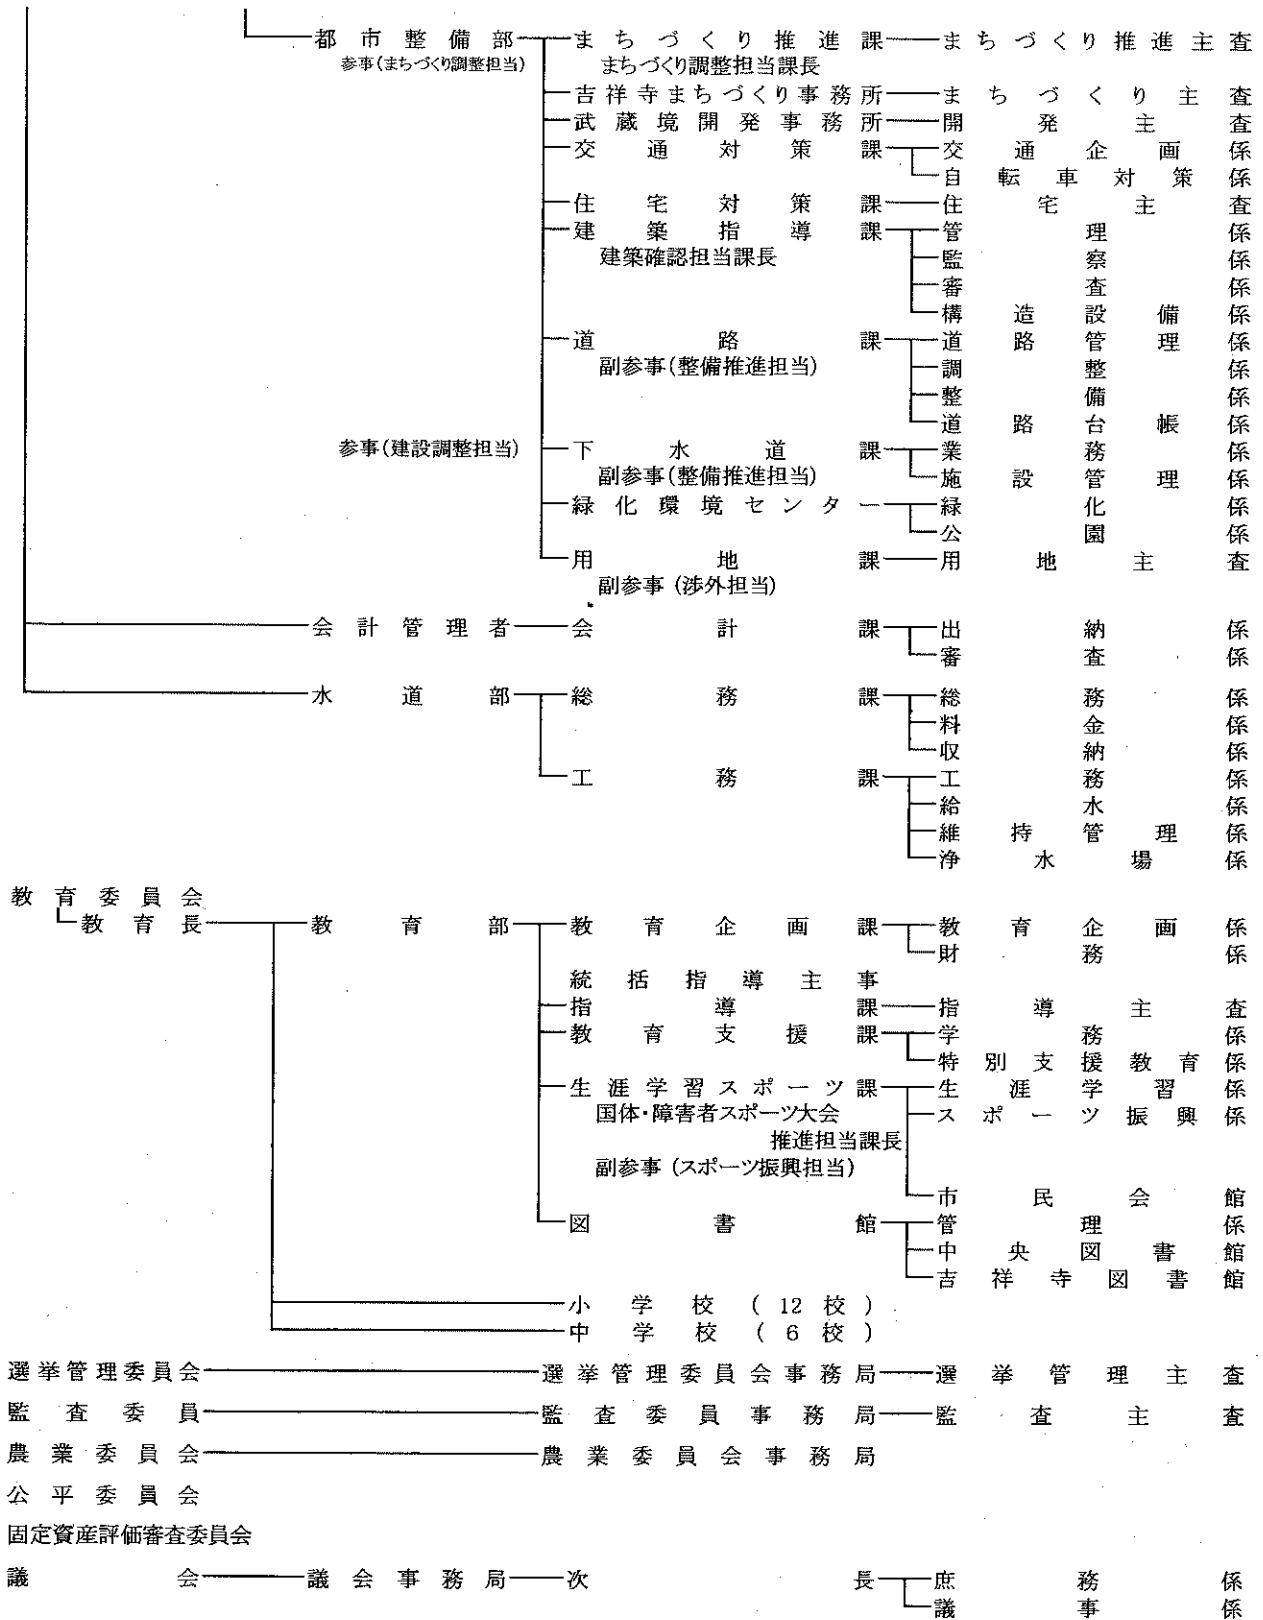 都市整備部 まちづくり推進課 まちづくり推進主査
参事(まちづくり調整担当) まちづくり調整担当課長
吉祥寺まちづくり事務所 まちづくり主査
武蔵境開発事務所 開発主査
交通対策課 交通企画係
自転車対策係
住宅対策課 住宅主査
建築指導課 管理係
建築確認担当課長 監察係
審査係
構造設備係
道路課 道路管理係
副参事(整備推進担当) 調整係
整備係
道路台帳係
参事(建設調整担当) 下水道課 業務係
副参事(整備推進担当) 施設管理係
緑化環境センター 緑化係
公園係
用地課 用地主査
副参事(渉外担当)
会計管理者 会計課 出納係
審査係
水道部 総務課 総務係
料金係
収納係
工務課 工務係
給水係
維持管理係
浄水場係
教育委員会
教育長 教育部 教育企画課 教育企画係
財務係
統括指導主事
指導課 指導主査
教育支援課 学務係
特別支援教育係
生涯学習スポーツ課 生涯学習係
国体・障害者スポーツ大会 スポーツ振興係
推進担当課長
副参事(スポーツ振興担当)
市民会館
図書館 管理係
中央図書館
吉祥寺図書館
小学校(12校)
中学校(6校)
選挙管理委員会 選挙管理委員会事務局 選挙管理主査
監査委員 監査委員事務局 監査主査
農業委員会 農業委員会事務局
公平委員会
固定資産評価審査委員会
議会 議会事務局 次長 庶務係
議事係